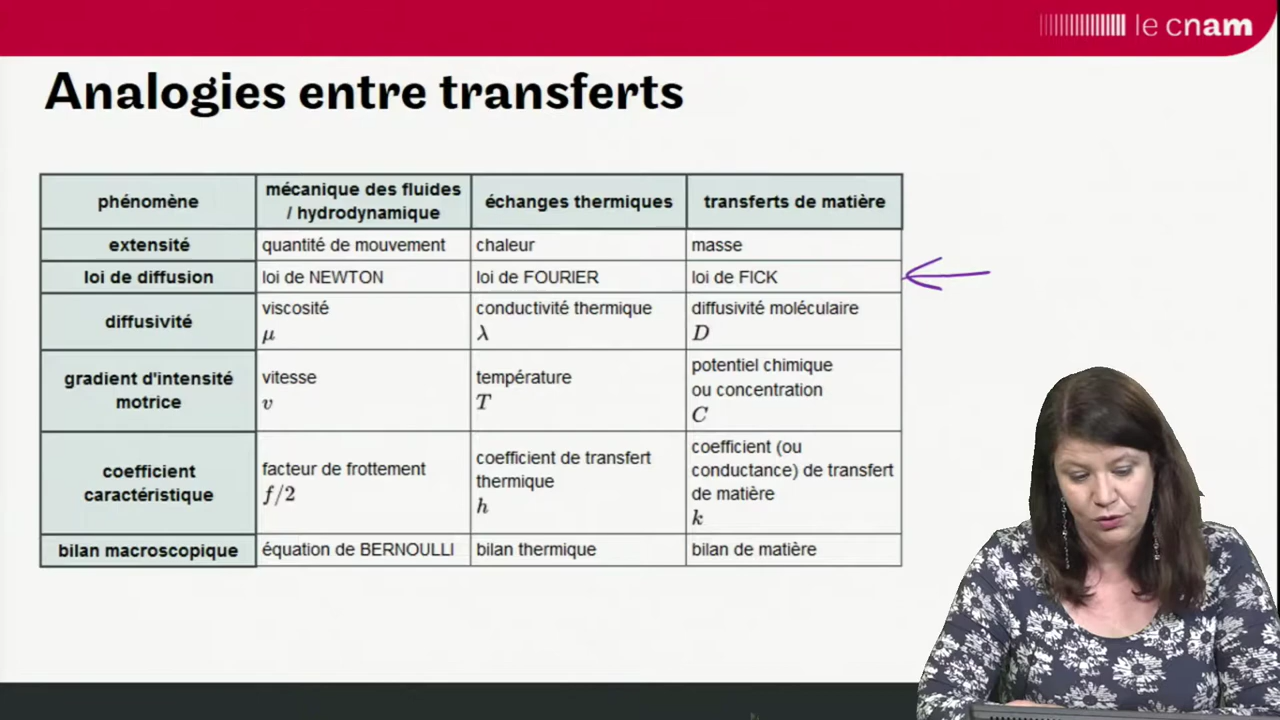 le cnam
Analogies entre transferts
phénomène
mécanique des fluides
/ hydrodynamique
échanges thermiques
transferts de matière
extensité
quantité de mouvement
chaleur
masse
loi de diffusion
loi de NEWTON
loi de FOURIER
loi de FICK
diffusivité
viscosité
μ
conductivité thermique
λ
diffusivité moléculaire
D
gradient d'intensité
motrice
vitesse
v
température
T
potentiel chimique
ou concentration
C
coefficient
caractéristique
facteur de frottement
f/2
coefficient de transfert
thermique
h
coefficient (ou
conductance) de transfert
de matière
k
bilan macroscopique
équation de BERNOULLI
bilan thermique
bilan de matière